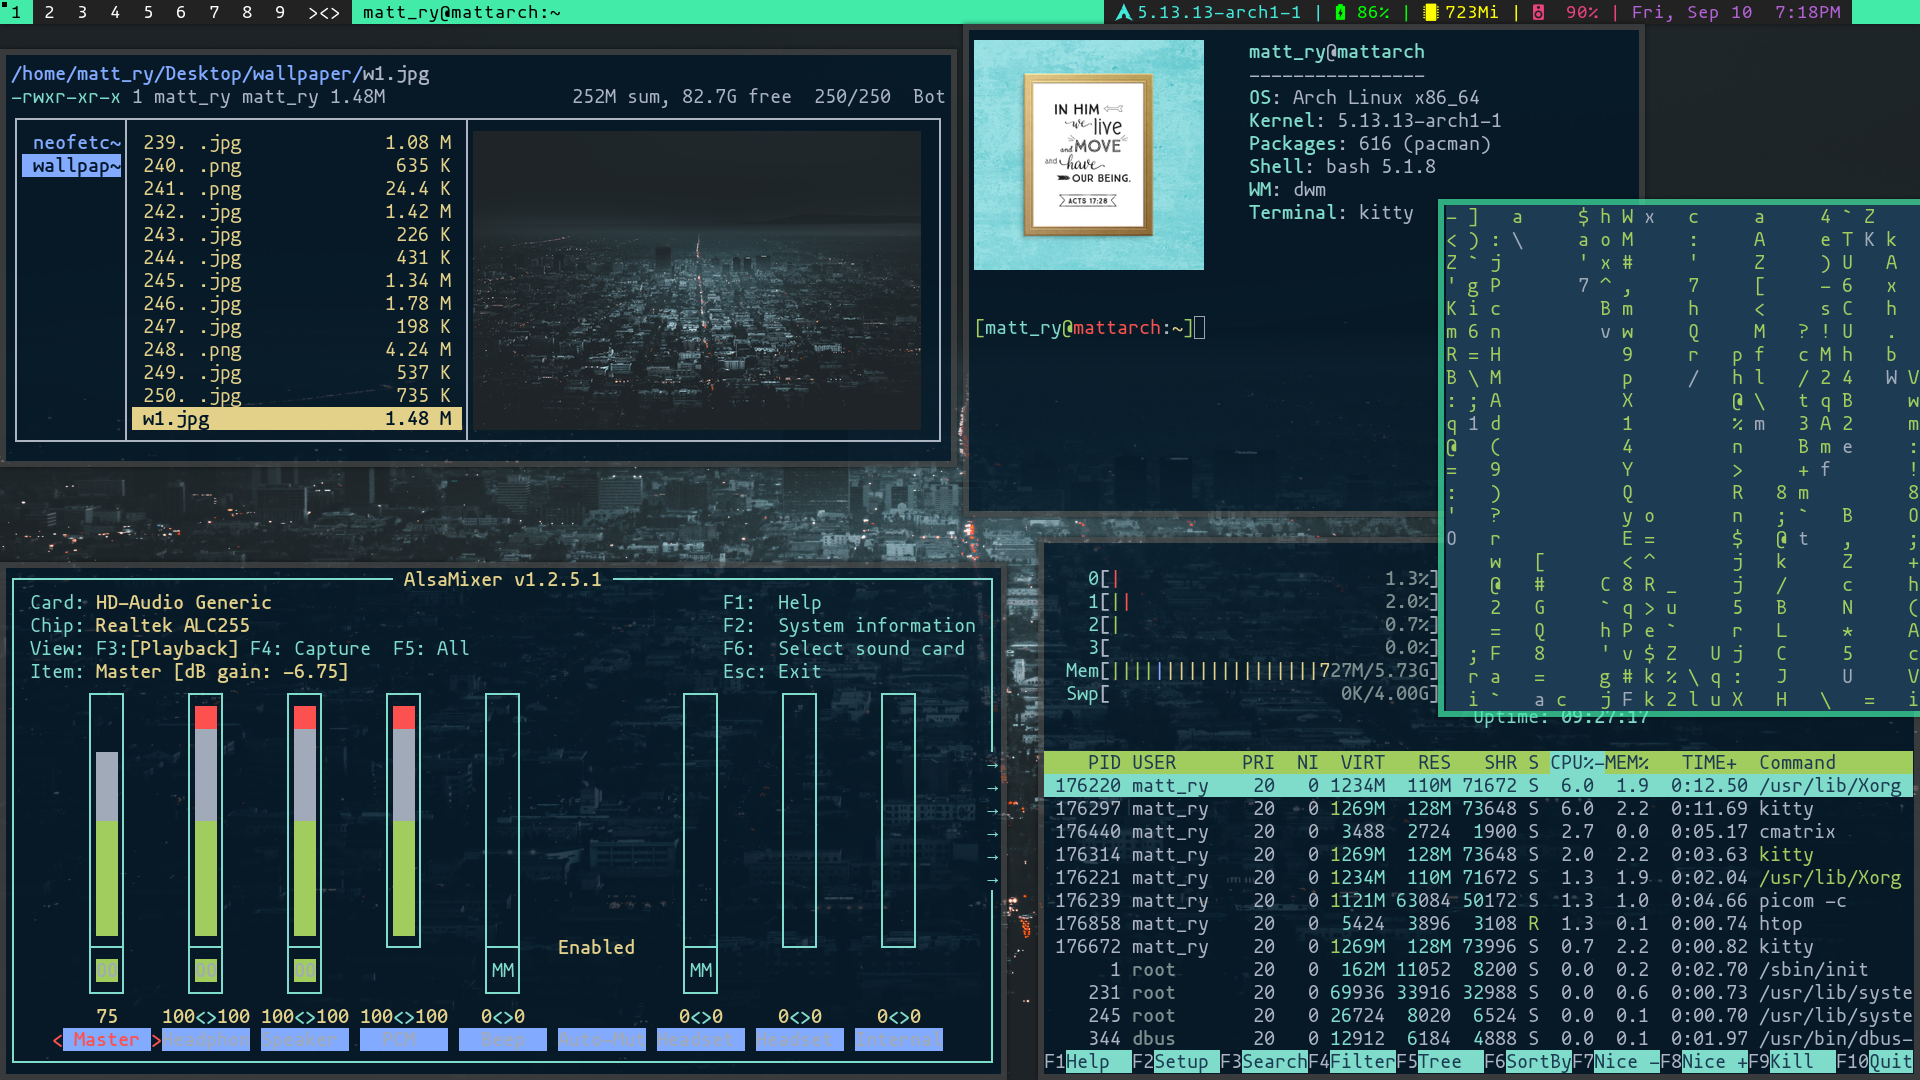 1 2 3 4 5 6 7 8 9 ><> matt_ry@mattarch:~ 5.13.13-arch1-1 | 86% | 723Mi | 90% | Fri, Sep 10 7:18PM
/home/matt_ry/Desktop/wallpaper/w1.jpg
-rwxr-xr-x 1 matt_ry matt_ry 1.48M 252M sum, 82.7G free 250/250 Bot
neofetc~
wallpap~
239. .jpg 1.08 M
240. .png 635 K
241. .png 24.4 K
242. .jpg 1.42 M
243. .jpg 226 K
244. .jpg 431 K
245. .jpg 1.34 M
246. .jpg 1.78 M
247. .jpg 198 K
248. .png 4.24 M
249. .jpg 537 K
250. .jpg 735 K
w1.jpg 1.48 M
IN HIM
we live
and MOVE
and have
OUR BEING.
ACTS 17:28
matt_ry@mattarch
----------------
OS: Arch Linux x86_64
Kernel: 5.13.13-arch1-1
Packages: 616 (pacman)
Shell: bash 5.1.8
WM: dwm
Terminal: kitty
[matt_ry@mattarch:~]
AlsaMixer v1.2.5.1
Card: HD-Audio Generic F1: Help
Chip: Realtek ALC255 F2: System information
View: F3:[Playback] F4: Capture F5: All F6: Select sound card
Item: Master [dB gain: -6.75] Esc: Exit
Enabled
OO OO OO MM MM
75 100<>100 100<>100 100<>100 0<>0 0<>0 0<>0 0<>0
< Master > Headphon Speaker PCM Beep Auto-Mut Headset Headset Internal
0[| 1.3%]
1[|| 2.0%]
2[| 0.7%]
3[ 0.0%]
Mem[|||||||||||||||||||727M/5.73G]
Swp[ 0K/4.00G]
Uptime: 09:27:17
PID USER PRI NI VIRT RES SHR S CPU%-MEM% TIME+ Command
176220 matt_ry 20 0 1234M 110M 71672 S 6.0 1.9 0:12.50 /usr/lib/Xorg
176297 matt_ry 20 0 1269M 128M 73648 S 6.0 2.2 0:11.69 kitty
176440 matt_ry 20 0 3488 2724 1900 S 2.7 0.0 0:05.17 cmatrix
176314 matt_ry 20 0 1269M 128M 73648 S 2.0 2.2 0:03.63 kitty
176221 matt_ry 20 0 1234M 110M 71672 S 1.3 1.9 0:02.04 /usr/lib/Xorg
176239 matt_ry 20 0 1121M 63084 50172 S 1.3 1.0 0:04.66 picom -c
176858 matt_ry 20 0 5424 3896 3108 R 1.3 0.1 0:00.74 htop
176672 matt_ry 20 0 1269M 128M 73996 S 0.7 2.2 0:00.82 kitty
1 root 20 0 162M 11052 8200 S 0.0 0.2 0:02.70 /sbin/init
231 root 20 0 69936 33916 32988 S 0.0 0.6 0:00.73 /usr/lib/syste
245 root 20 0 26724 8020 6524 S 0.0 0.1 0:00.70 /usr/lib/syste
344 dbus 20 0 12912 6184 4888 S 0.0 0.1 0:01.97 /usr/bin/dbus-
F1Help F2Setup F3SearchF4FilterF5Tree F6SortByF7Nice -F8Nice +F9Kill F10Quit